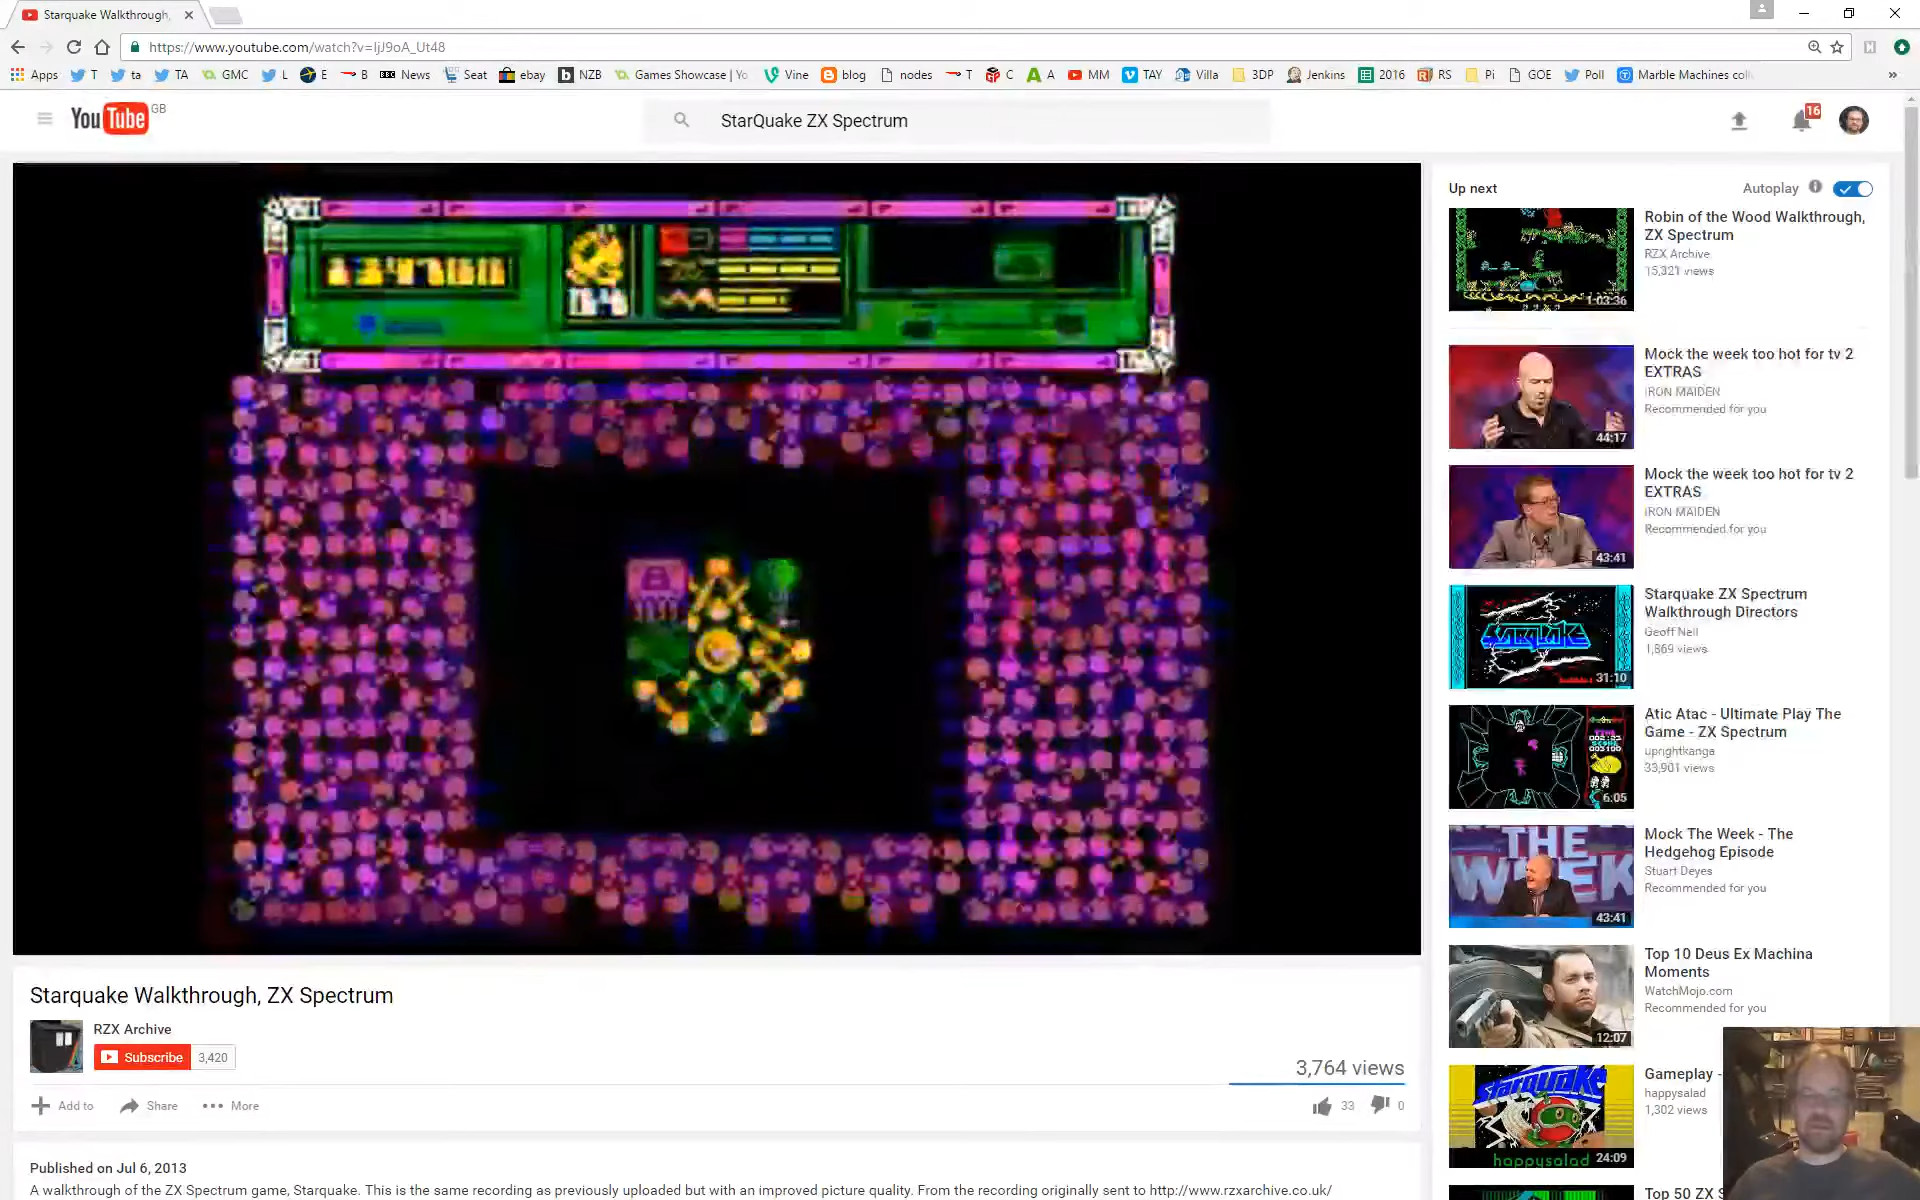 Starquake Walkthrough,
https://www.youtube.com/watch?v=IjJ9oA_Ut48
Apps T ta TA GMC L E B News Seat ebay NZB Games Showcase | Yo Vine blog nodes T C A MM TAY Villa 3DP Jenkins 2016 RS Pi GOE Poll Marble Machines coll
YouTube GB
StarQuake ZX Spectrum
16
Up next
Autoplay
Robin of the Wood Walkthrough,
ZX Spectrum
RZX Archive
15,321 views
1:03:36
Mock the week too hot for tv 2
EXTRAS
IRON MAIDEN
Recommended for you
44:17
Mock the week too hot for tv 2
EXTRAS
IRON MAIDEN
Recommended for you
43:41
Starquake ZX Spectrum
Walkthrough Directors
Geoff Neil
1,869 views
STARQUAKE
31:10
Atic Atac - Ultimate Play The
Game - ZX Spectrum
uprightkanga
33,901 views
TIME
SCORE
6:05
Mock The Week - The
Hedgehog Episode
Stuart Deyes
Recommended for you
THE
WEEK
43:41
Top 10 Deus Ex Machina
Moments
WatchMojo.com
Recommended for you
12:07
Gameplay -
happysalad
1,302 views
Starquake
happysalad
24:09
Top 50 ZX S
Starquake Walkthrough, ZX Spectrum
RZX Archive
Subscribe 3,420
3,764 views
Add to Share More
33 0
Published on Jul 6, 2013
A walkthrough of the ZX Spectrum game, Starquake. This is the same recording as previously uploaded but with an improved picture quality. From the recording originally sent to http://www.rzxarchive.co.uk/